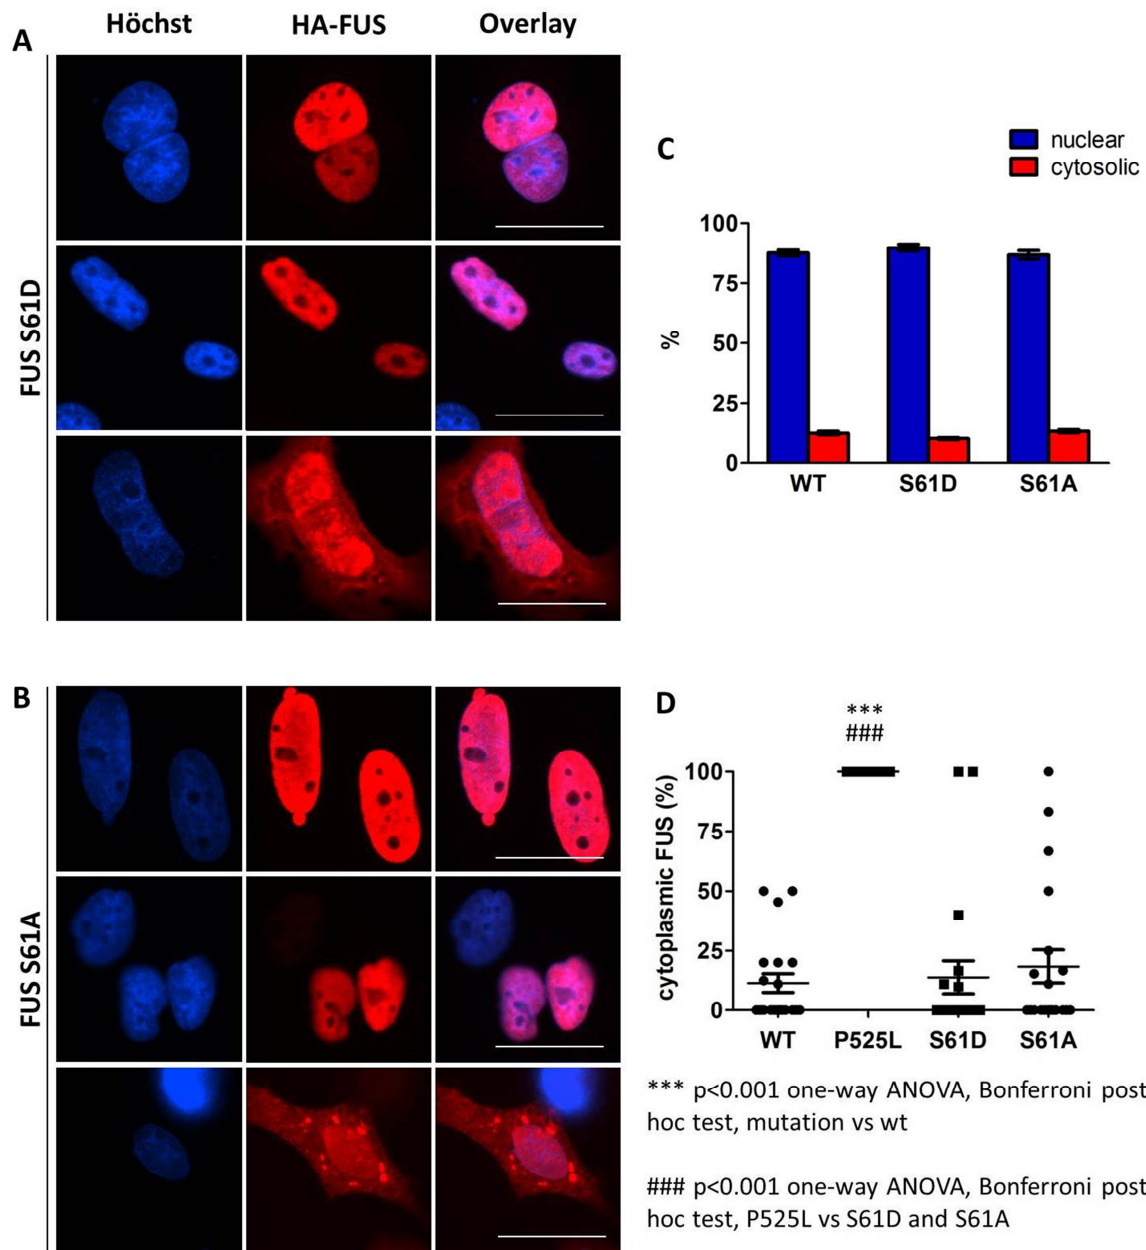 A
Höchst
HA-FUS
Overlay
FUS S61D
C
nuclear
cytosolic
100
75
50
25
0
%
WT
S61D
S61A
B
FUS S61A
D
***
###
100
75
50
25
0
cytoplasmic FUS (%)
WT
P525L
S61D
S61A
*** p<0.001 one-way ANOVA, Bonferroni post
hoc test, mutation vs wt
### p<0.001 one-way ANOVA, Bonferroni post
hoc test, P525L vs S61D and S61A